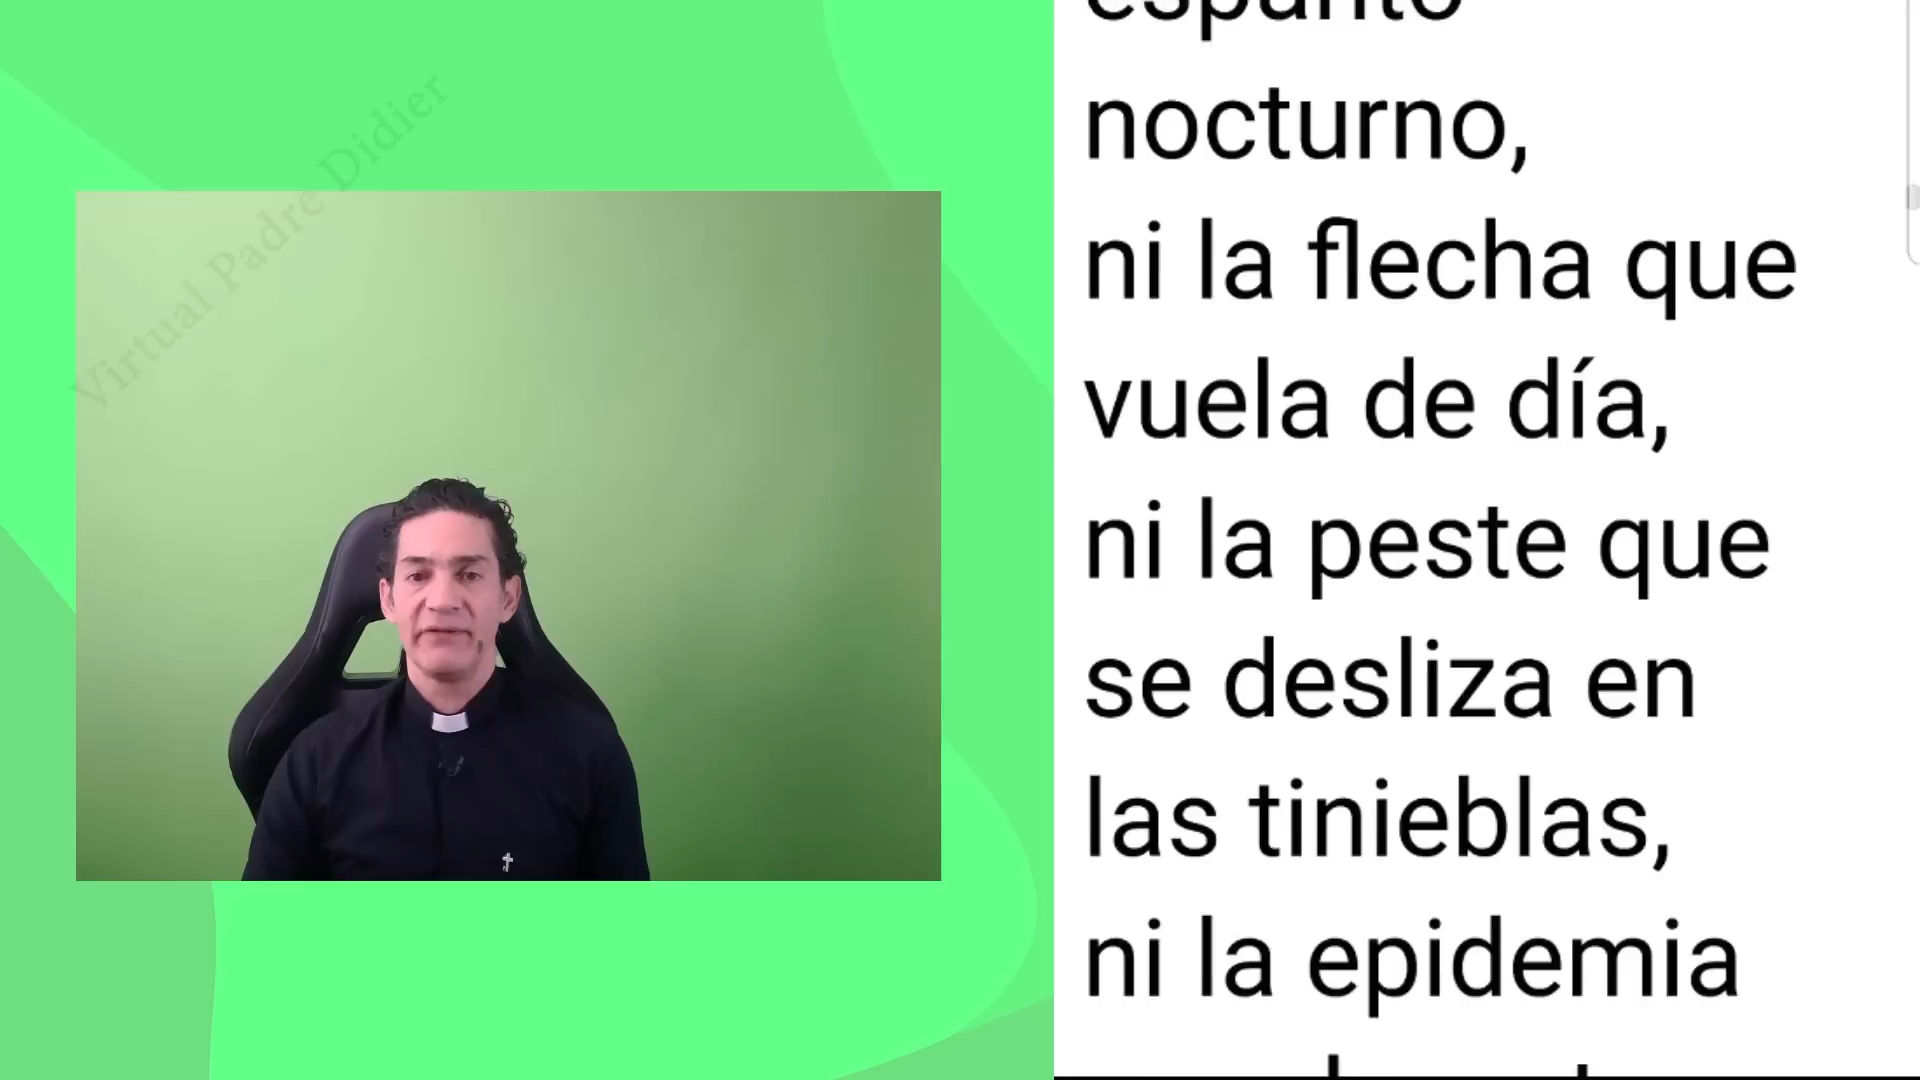 Virtual Padre Didier
espanto
nocturno,
ni la flecha que
vuela de día,
ni la peste que
se desliza en
las tinieblas,
ni la epidemia